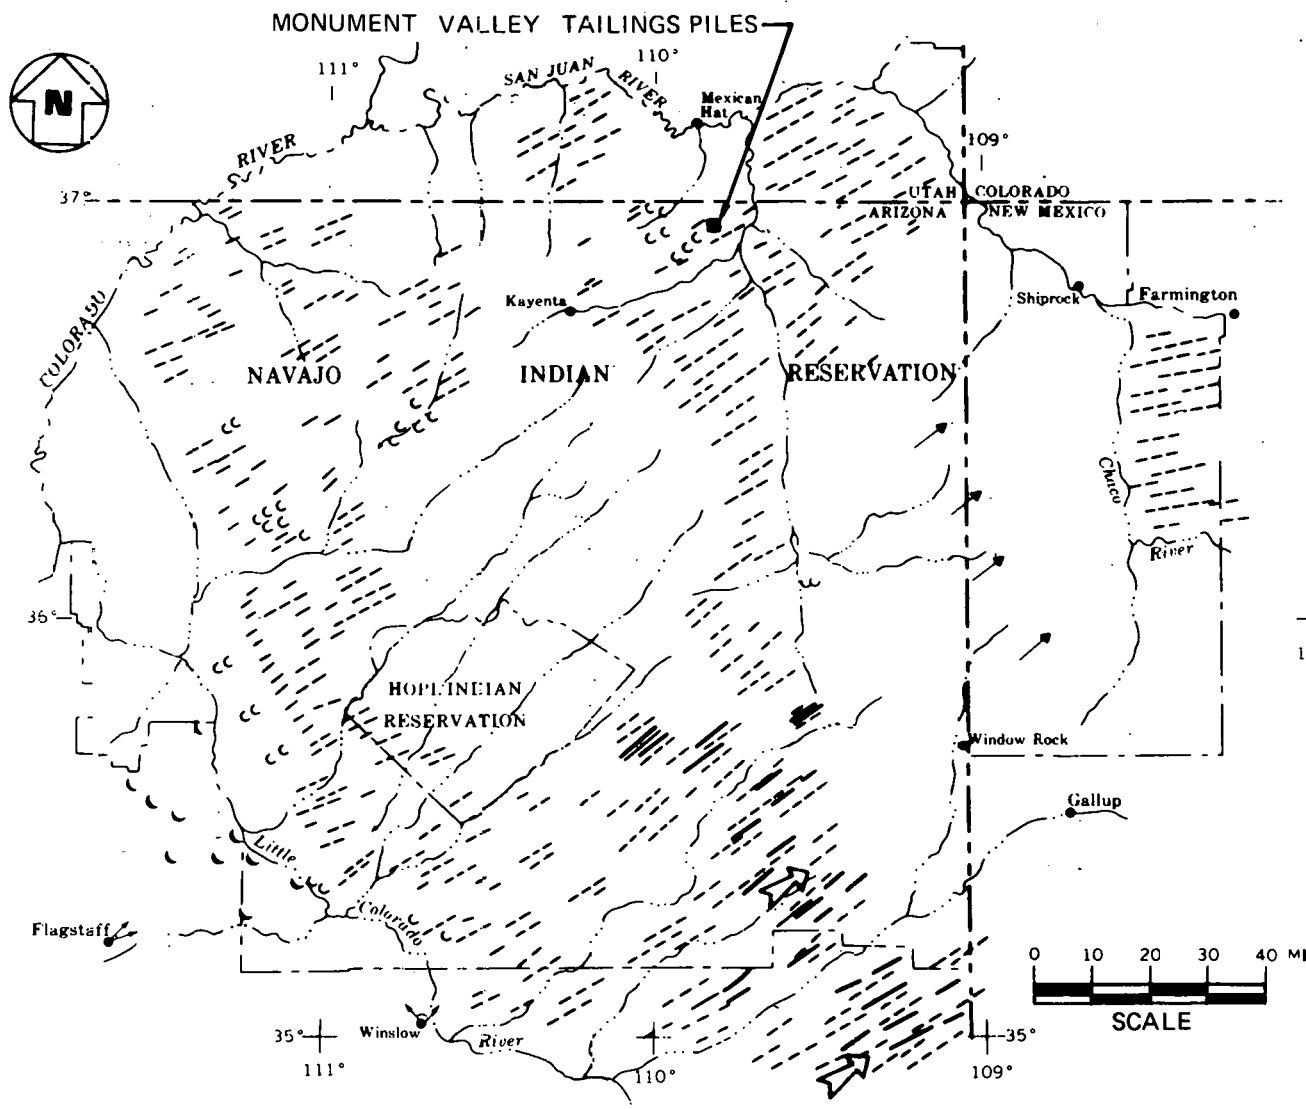 MONUMENT VALLEY TAILINGS PILES
N
111°
110°
SAN JUAN
RIVER
Mexican
Hat
109°
RIVER
37°
UTAH
COLORADO
ARIZONA
NEW MEXICO
COLORADO
Kayenta
Shiprock
Farmington
NAVAJO
INDIAN
RESERVATION
Chaco
River
36°
HOPI INDIAN
RESERVATION
Window Rock
Gallup
Little
Colorado
Flagstaff
0 10 20 30 40 MI
SCALE
Winslow
River
35°
35°
111°
110°
109°
1